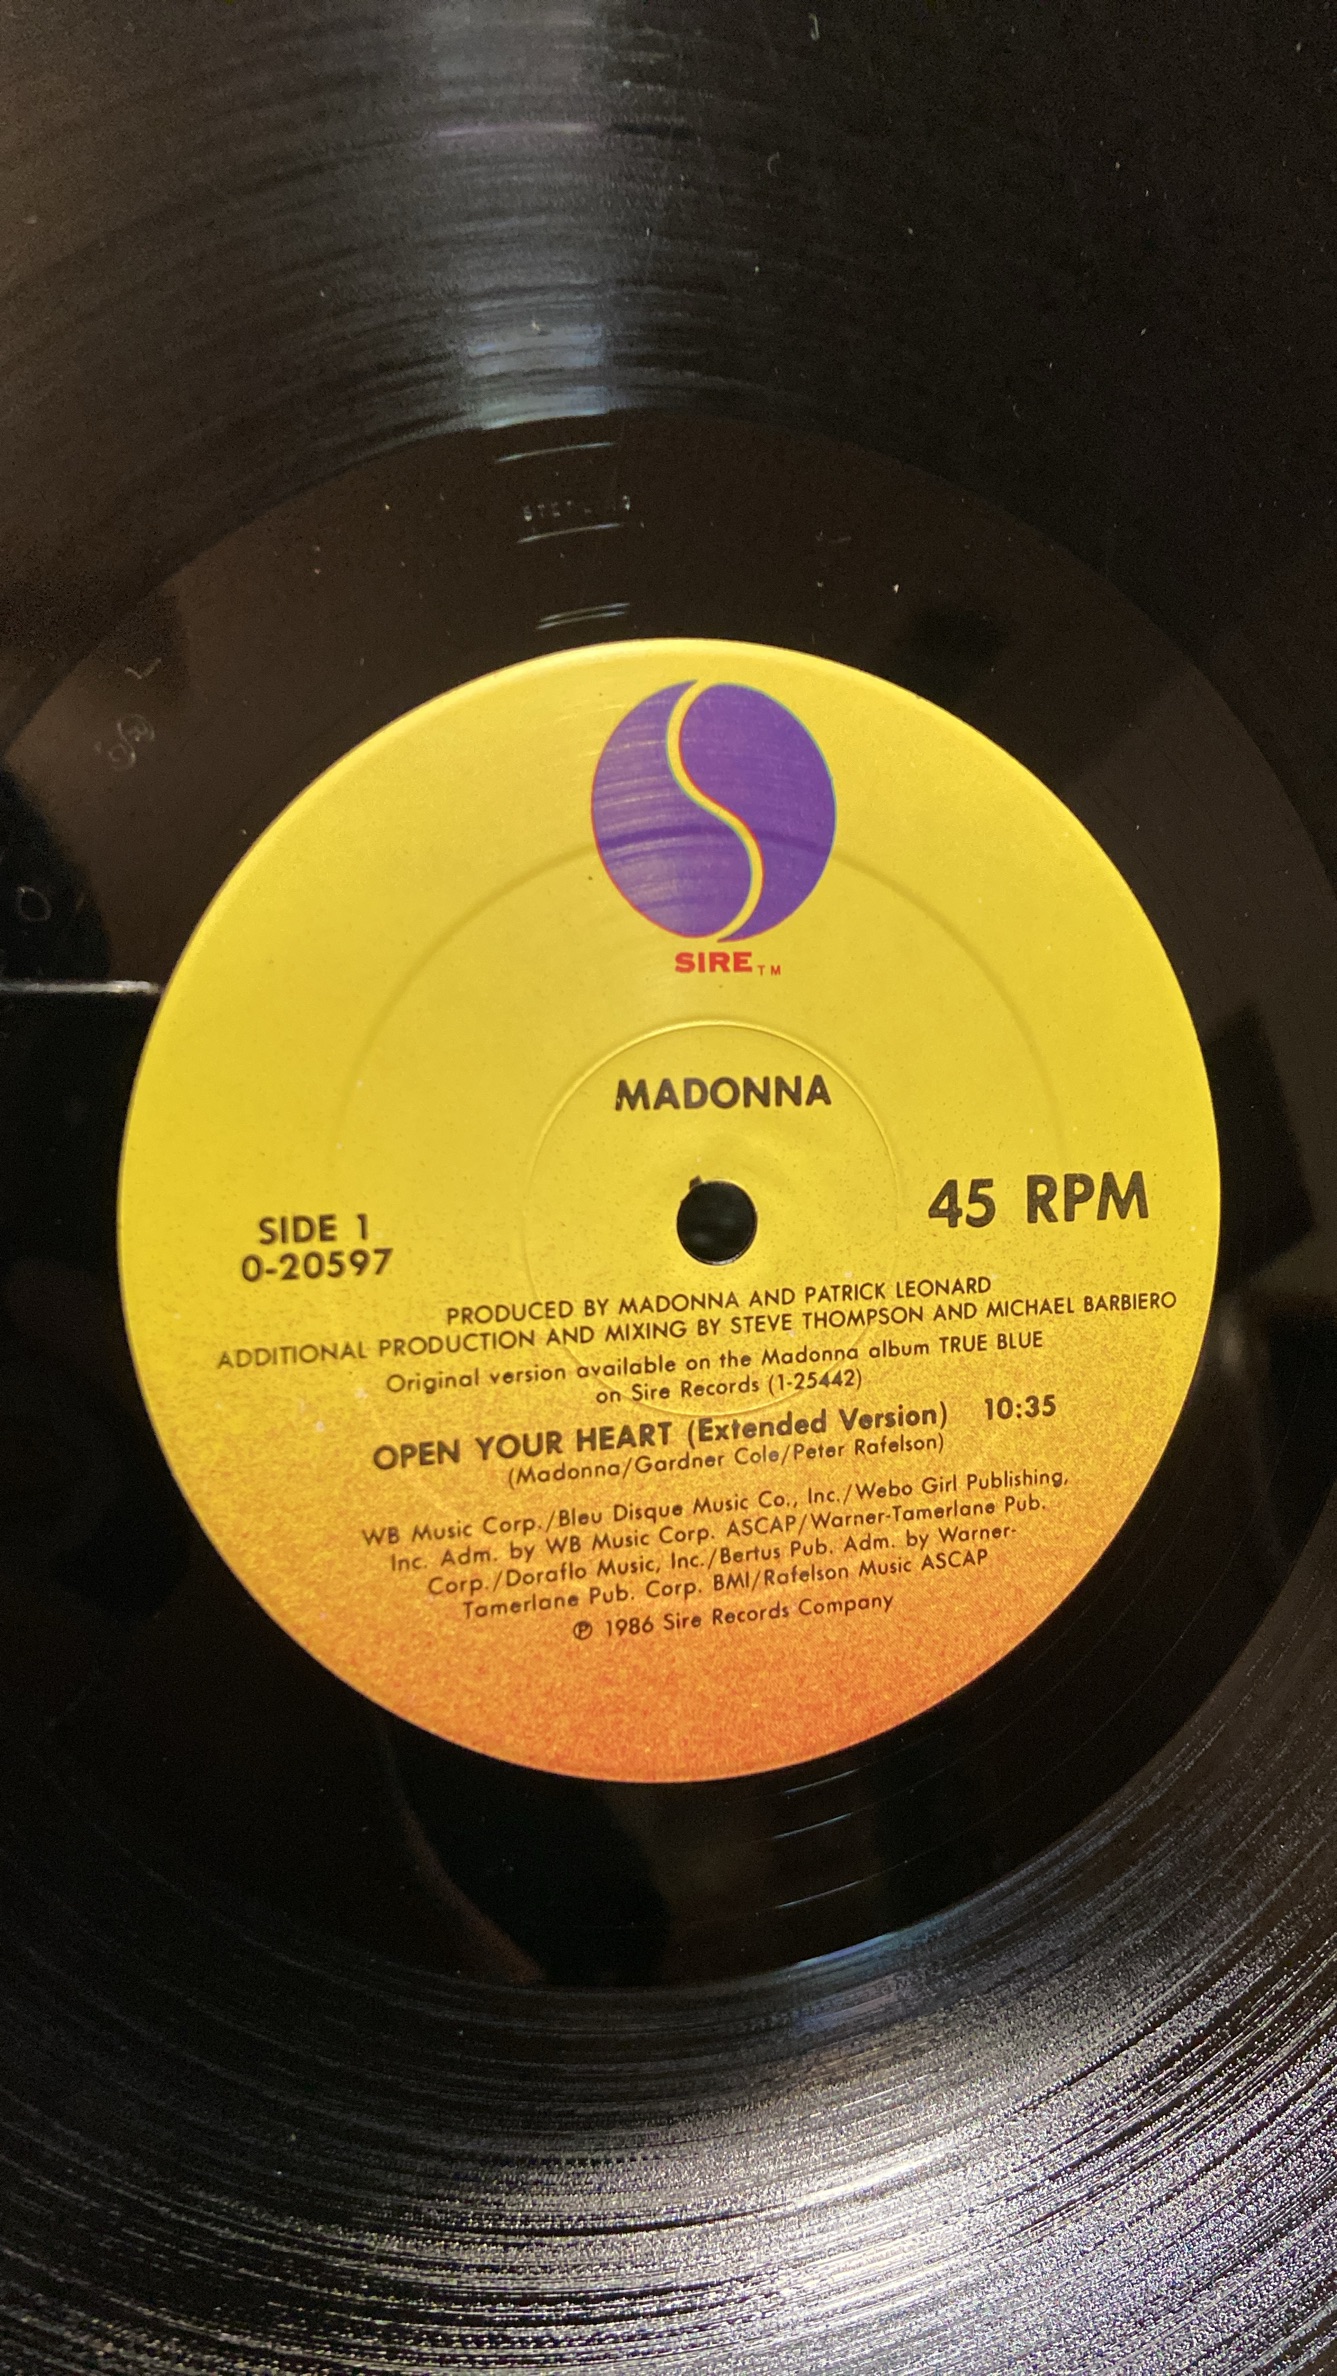 STERLING
SIRE TM
MADONNA
45 RPM
SIDE 1
0-20597
PRODUCED BY MADONNA AND PATRICK LEONARD
ADDITIONAL PRODUCTION AND MIXING BY STEVE THOMPSON AND MICHAEL BARBIERO
Original version available on the Madonna album TRUE BLUE
on Sire Records (1-25442)
OPEN YOUR HEART (Extended Version) 10:35
(Madonna/Gardner Cole/Peter Rafelson)
WB Music Corp./Bleu Disque Music Co., Inc./Webo Girl Publishing,
Inc. Adm. by WB Music Corp. ASCAP/Warner-Tamerlane Pub.
Corp./Doraflo Music, Inc./Bertus Pub. Adm. by Warner-
Tamerlane Pub. Corp. BMI/Rafelson Music ASCAP
℗ 1986 Sire Records Company